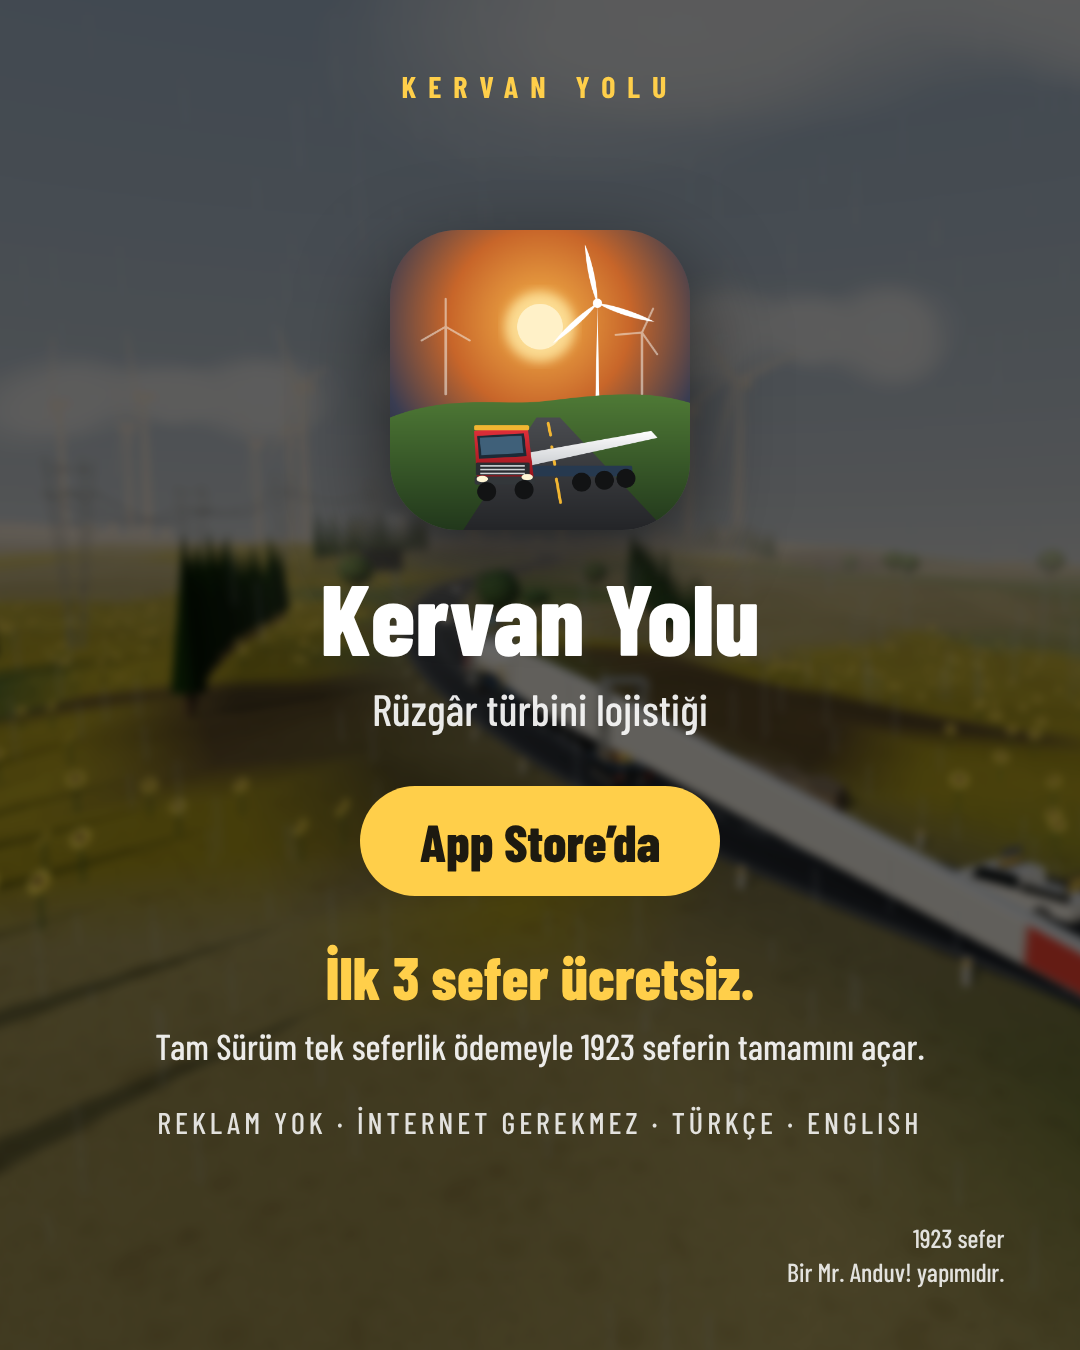 KERVAN YOLU
Kervan Yolu
Rüzgâr türbini lojistiği
App Store’da
İlk 3 sefer ücretsiz.
Tam Sürüm tek seferlik ödemeyle 1923 seferin tamamını açar.
REKLAM YOK · İNTERNET GEREKMEZ · TÜRKÇE · ENGLISH
1923 sefer
Bir Mr. Anduv! yapımıdır.